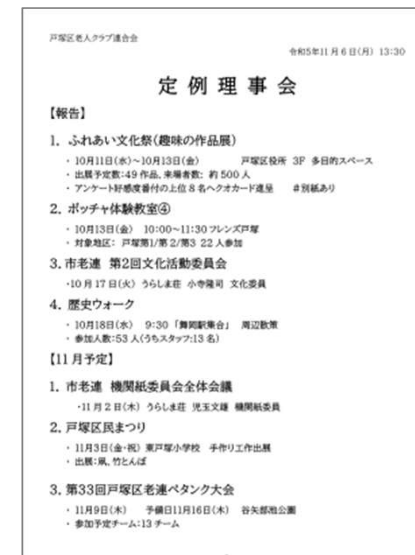 戸塚区老人クラブ連合会
令和5年11月6日(月) 13:30
定 例 理 事 会
【報告】
1. ふれあい文化祭(趣味の作品展)
・ 10月11日(水)~10月13日(金) 戸塚区役所 3F 多目的スペース
・ 出展予定数:49作品、来場者数: 約500人
・ アンケート好感度番付の上位8名へクオカード進呈 #別紙あり
2. ボッチャ体験教室④
・ 10月13日(金) 10:00~11:30 フレンズ戸塚
・ 対象地区: 戸塚第1/第2/第3 22人参加
3. 市老連 第2回文化活動委員会
・10月17日(火) うらしま荘 小寺隆司 文化委員
4. 歴史ウォーク
・ 10月18日(水) 9:30 「舞岡駅集合」 周辺散策
・ 参加人数:53人(うちスタッフ:13名)
【11月予定】
1. 市老連 機関紙委員会全体会議
・11月2日(木) うらしま荘 児玉文雄 機関紙委員
2. 戸塚区民まつり
・ 11月3日(金・祝) 東戸塚小学校 手作り工作出展
・ 出展:凧、竹とんぼ
3. 第33回戸塚区老連ペタンク大会
・ 11月9日(木) 予備日11月16日(木) 谷矢部池公園
・ 参加予定チーム:13チーム